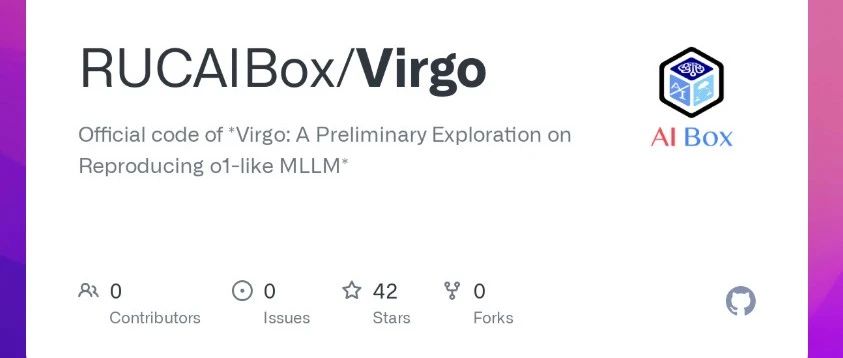 RUCAIBox/Virgo
AI Box
Official code of *Virgo: A Preliminary Exploration on
Reproducing o1-like MLLM*
0
Contributors
0
Issues
42
Stars
0
Forks